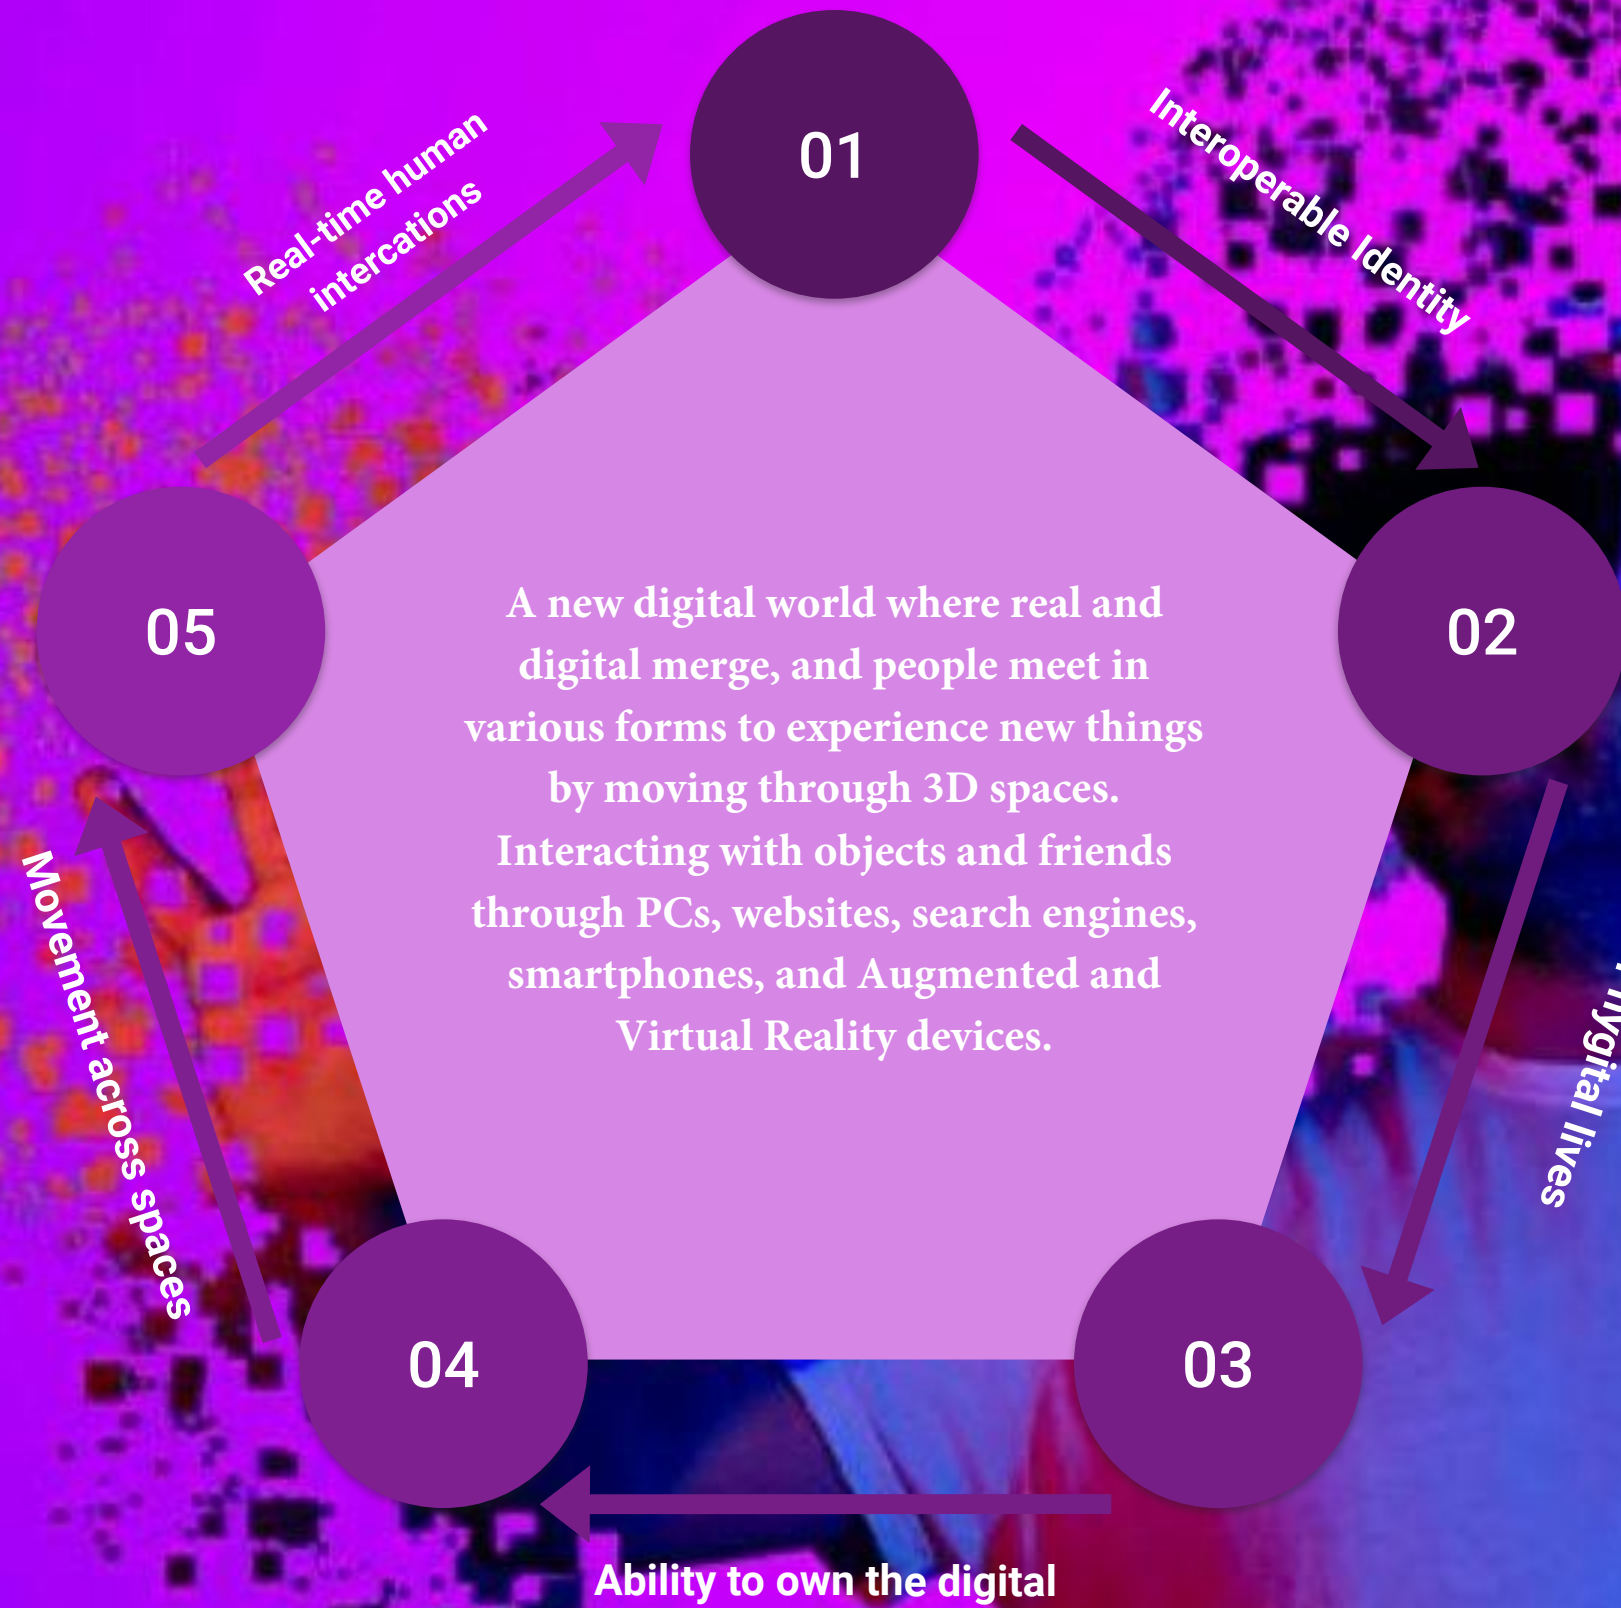 01
Interoperable Identity
02
lives
03
Ability to own the digital
04
Movement across spaces
05
Real-time human
intercations
A new digital world where real and
digital merge, and people meet in
various forms to experience new things
by moving through 3D spaces.
Interacting with objects and friends
through PCs, websites, search engines,
smartphones, and Augmented and
Virtual Reality devices.